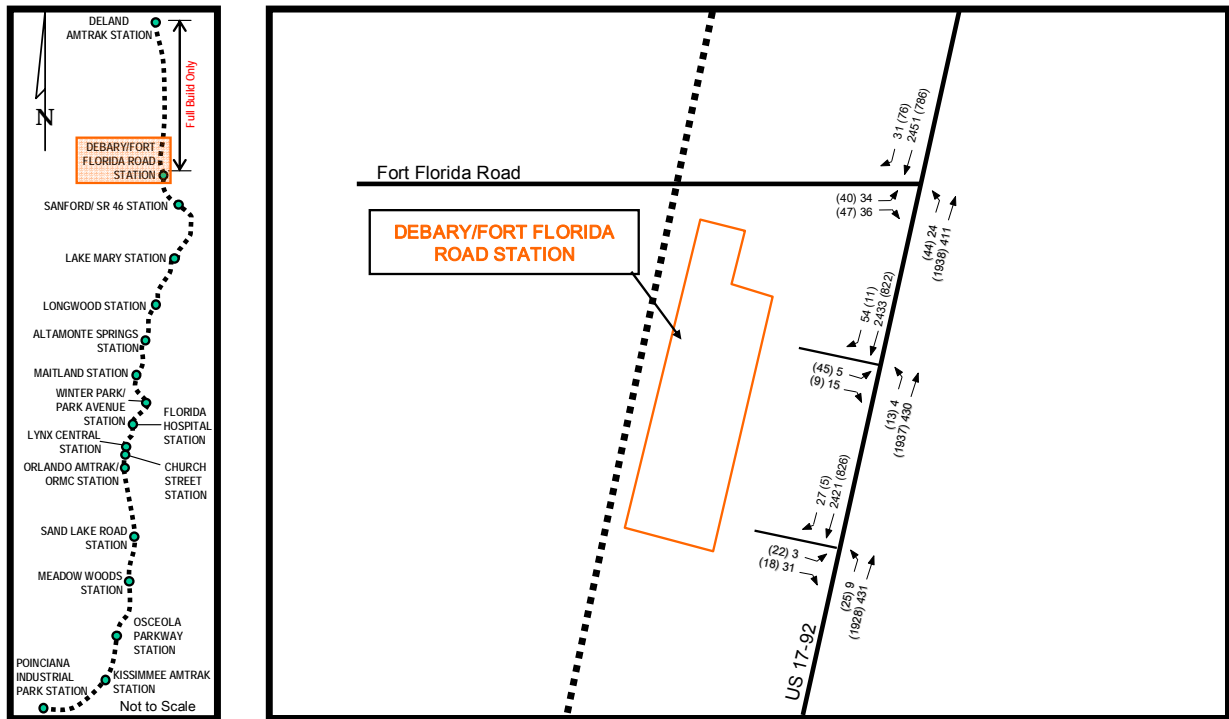 DELAND
AMTRAK STATION
Full Build Only
N
DEBARY/FORT
FLORIDA ROAD
STATION
SANFORD/ SR 46 STATION
LAKE MARY STATION
LONGWOOD STATION
ALTAMONTE SPRINGS
STATION
MAITLAND STATION
WINTER PARK/
PARK AVENUE
STATION
FLORIDA
HOSPITAL
STATION
LYNX CENTRAL
STATION
ORLANDO AMTRAK/
ORMC STATION
CHURCH
STREET
STATION
SAND LAKE ROAD
STATION
MEADOW WOODS
STATION
OSCEOLA
PARKWAY
STATION
POINCIANA
INDUSTRIAL
PARK STATION
KISSIMMEE AMTRAK
STATION
Not to Scale
Fort Florida Road
DEBARY/FORT FLORIDA
ROAD STATION
31 (76)
2451 (786)
(40) 34
(47) 36
(44) 24
(1938) 411
54 (11)
2433 (822)
(45) 5
(9) 15
(13) 4
(1937) 430
27 (5)
2421 (826)
(22) 3
(18) 31
(25) 9
(1928) 431
US 17-92